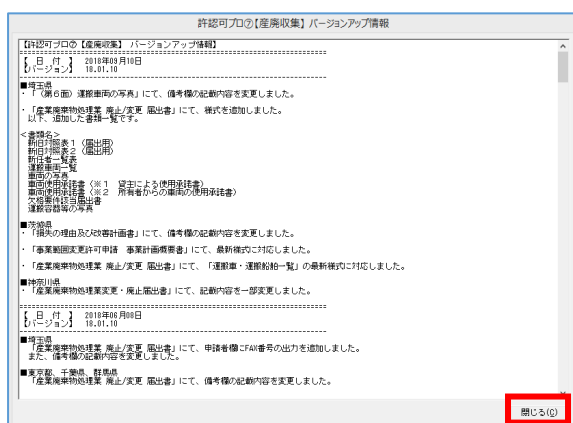 許認可プロ⑦【産廃収集】 バージョンアップ情報
【許認可プロ⑦【産廃収集】 バージョンアップ情報】
【 日 付 】 2018年09月10日
【バージョン】 18.01.10
■埼玉県
・「（第６面）運搬車両の写真」にて、備考欄の記載内容を変更しました。
・「産業廃棄物処理業 廃止/変更 届出書」にて、様式を追加しました。
以下、追加した書類一覧です。
＜書類名＞
新旧対照表１（届出用）
新旧対照表２（届出用）
新任者一覧表
運搬車両一覧
車両の写真
車両使用承諾書（※１ 貸主による使用承諾書）
車両使用承諾書（※２ 所有者からの車両の使用承諾書）
欠格要件該当届出書
運搬容器等の写真
■茨城県
・「損失の理由及び改善計画書」にて、備考欄の記載内容を変更しました。
・「事業範囲変更許可申請 事業計画概要書」にて、最新様式に対応しました。
・「産業廃棄物処理業 廃止/変更 届出書」にて、「運搬車・運搬船舶一覧」の最新様式に対応しました。
■神奈川県
・「産業廃棄物処理業変更・廃止届出書」にて、記載内容を一部変更しました。
【 日 付 】 2018年06月08日
【バージョン】 18.01.10
■埼玉県
「産業廃棄物処理業 廃止/変更 届出書」にて、申請者欄にFAX番号の出力を追加しました。
また、備考欄の記載内容を変更しました。
■東京都、千葉県、群馬県
「産業廃棄物処理業 廃止/変更 届出書」にて、備考欄の記載内容を変更しました。
閉じる(C)